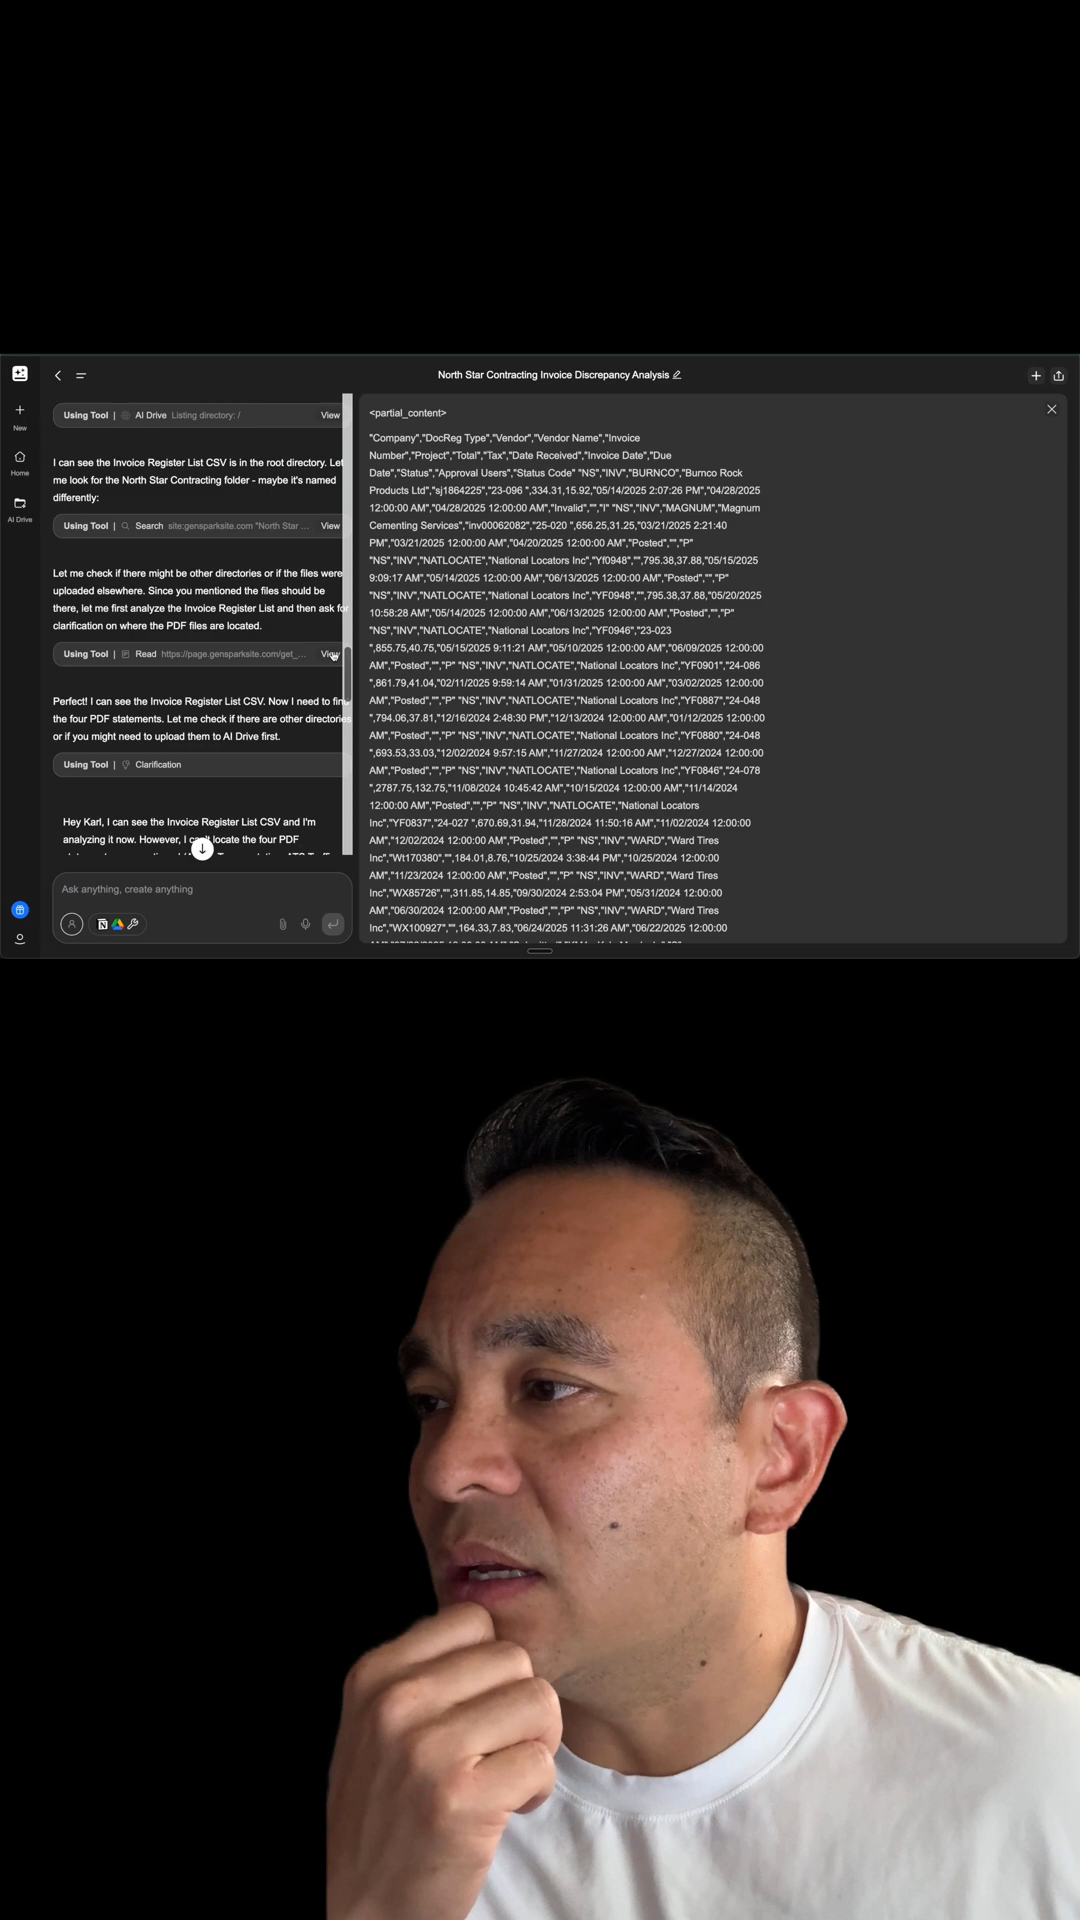 North Star Contracting Invoice Discrepancy Analysis
New
Home
AI Drive
Using Tool | AI Drive Listing directory: / View
I can see the Invoice Register List CSV is in the root directory. Let
me look for the North Star Contracting folder - maybe it's named
differently:
Using Tool | Search site:gensparksite.com "North Star ... View
Let me check if there might be other directories or if the files were
uploaded elsewhere. Since you mentioned the files should be
there, let me first analyze the Invoice Register List and then ask for
clarification on where the PDF files are located.
Using Tool | Read https://page.gensparksite.com/get_... View
Perfect! I can see the Invoice Register List CSV. Now I need to find
the four PDF statements. Let me check if there are other directories
or if you might need to upload them to AI Drive first.
Using Tool | Clarification
Hey Karl, I can see the Invoice Register List CSV and I'm
analyzing it now. However, I can't locate the four PDF
Ask anything, create anything
<partial_content>
"Company","DocReg Type","Vendor","Vendor Name","Invoice
Number","Project","Total","Tax","Date Received","Invoice Date","Due
Date","Status","Approval Users","Status Code" "NS","INV","BURNCO","Burnco Rock
Products Ltd","sj1864225","23-096 ",334.31,15.92,"05/14/2025 2:07:26 PM","04/28/2025
12:00:00 AM","04/28/2025 12:00:00 AM","Invalid","","I" "NS","INV","MAGNUM","Magnum
Cementing Services","inv00062082","25-020 ",656.25,31.25,"03/21/2025 2:21:40
PM","03/21/2025 12:00:00 AM","04/20/2025 12:00:00 AM","Posted","","P"
"NS","INV","NATLOCATE","National Locators Inc","Yf0948","",795.38,37.88,"05/15/2025
9:09:17 AM","05/14/2025 12:00:00 AM","06/13/2025 12:00:00 AM","Posted","","P"
"NS","INV","NATLOCATE","National Locators Inc","YF0948","",795.38,37.88,"05/20/2025
10:58:28 AM","05/14/2025 12:00:00 AM","06/13/2025 12:00:00 AM","Posted","","P"
"NS","INV","NATLOCATE","National Locators Inc","YF0946","23-023
",855.75,40.75,"05/15/2025 9:11:21 AM","05/10/2025 12:00:00 AM","06/09/2025 12:00:00
AM","Posted","","P" "NS","INV","NATLOCATE","National Locators Inc","YF0901","24-086
",861.79,41.04,"02/11/2025 9:59:14 AM","01/31/2025 12:00:00 AM","03/02/2025 12:00:00
AM","Posted","","P" "NS","INV","NATLOCATE","National Locators Inc","YF0887","24-048
",794.06,37.81,"12/16/2024 2:48:30 PM","12/13/2024 12:00:00 AM","01/12/2025 12:00:00
AM","Posted","","P" "NS","INV","NATLOCATE","National Locators Inc","YF0880","24-048
",693.53,33.03,"12/02/2024 9:57:15 AM","11/27/2024 12:00:00 AM","12/27/2024 12:00:00
AM","Posted","","P" "NS","INV","NATLOCATE","National Locators Inc","YF0846","24-078
",2787.75,132.75,"11/08/2024 10:45:42 AM","10/15/2024 12:00:00 AM","11/14/2024
12:00:00 AM","Posted","","P" "NS","INV","NATLOCATE","National Locators
Inc","YF0837","24-027 ",670.69,31.94,"11/28/2024 11:50:16 AM","11/02/2024 12:00:00
AM","12/02/2024 12:00:00 AM","Posted","","P" "NS","INV","WARD","Ward Tires
Inc","Wt170380","",184.01,8.76,"10/25/2024 3:38:44 PM","10/25/2024 12:00:00
AM","11/23/2024 12:00:00 AM","Posted","","P" "NS","INV","WARD","Ward Tires
Inc","WX85726","",311.85,14.85,"09/30/2024 2:53:04 PM","05/31/2024 12:00:00
AM","06/30/2024 12:00:00 AM","Posted","","P" "NS","INV","WARD","Ward Tires
Inc","WX100927","",164.33,7.83,"06/24/2025 11:31:26 AM","06/22/2025 12:00:00